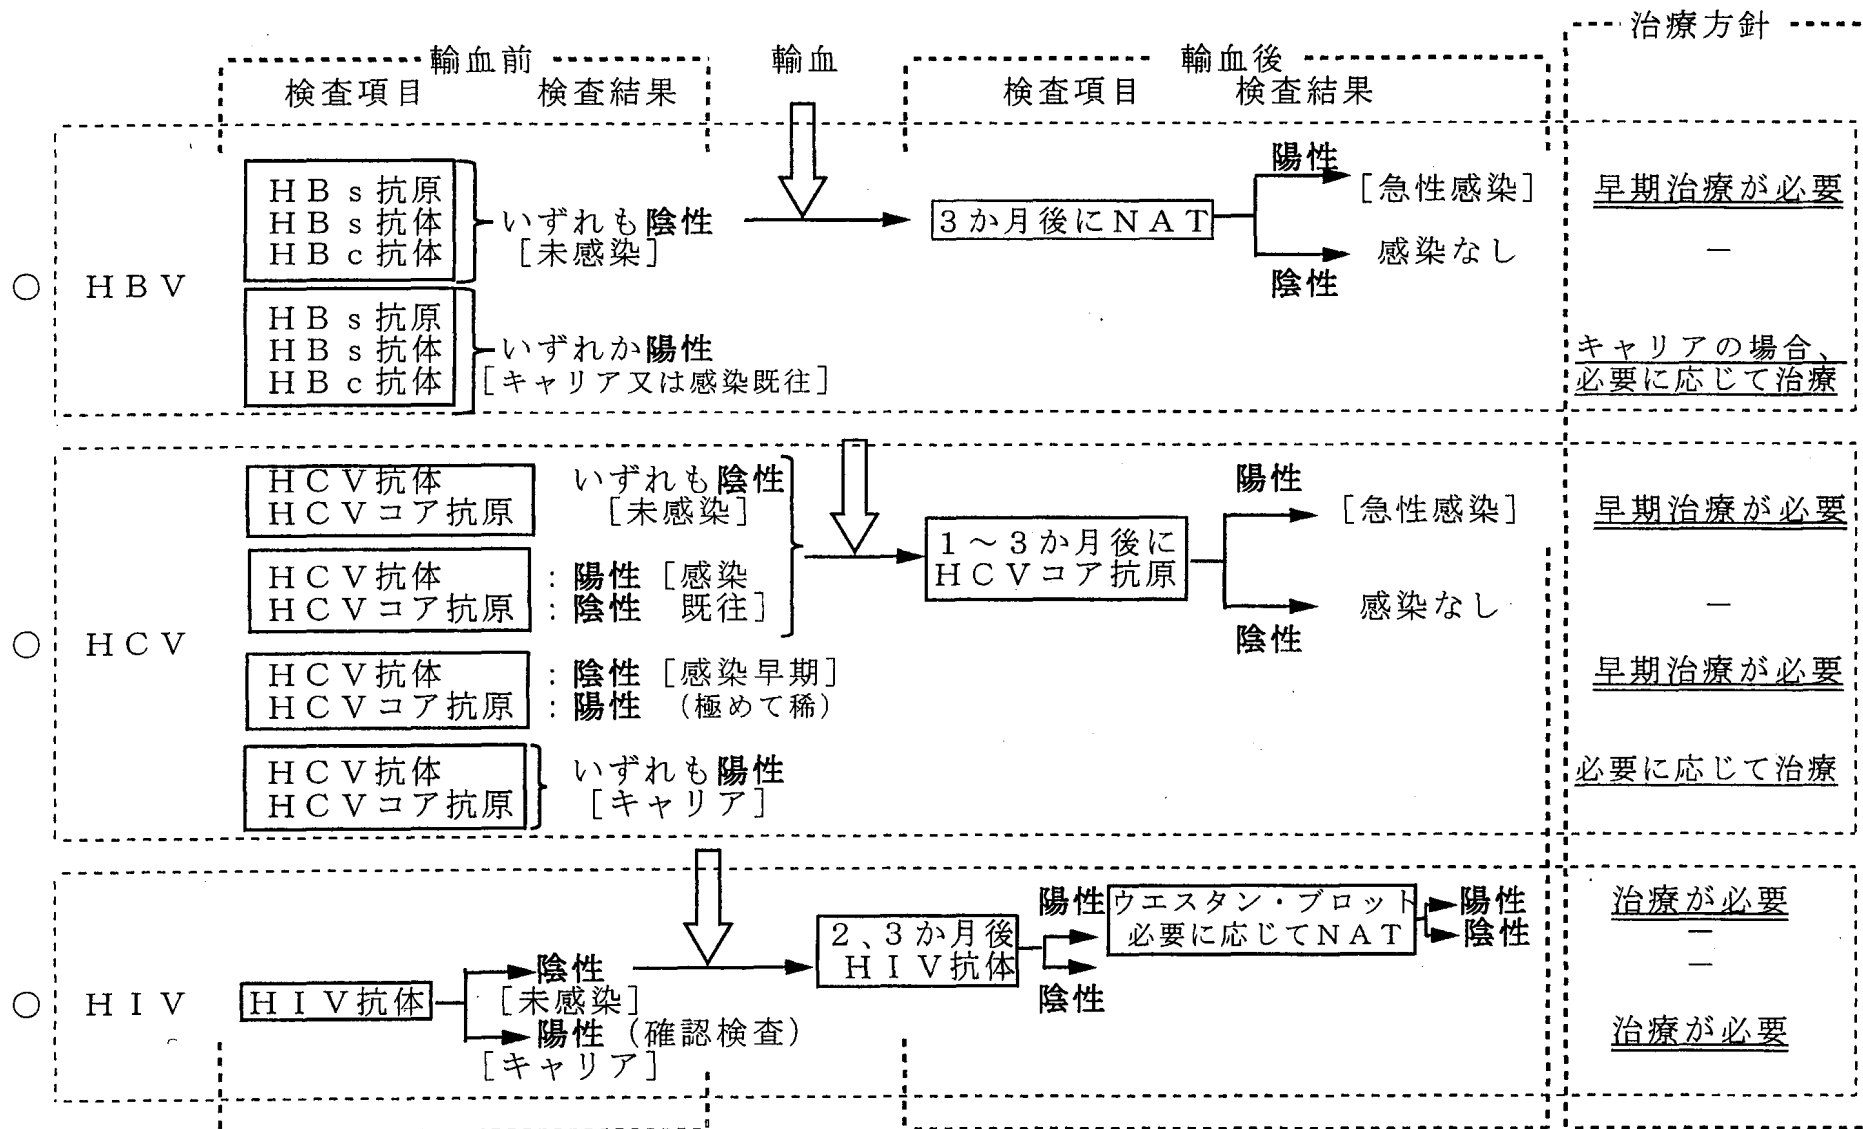 治療方針
輸血前
輸血
輸血後
検査項目 検査結果
検査項目 検査結果
○ HBV
HBs抗原
HBs抗体
HBc抗体
いずれも陰性
[未感染]
3か月後にNAT
陽性
[急性感染]
早期治療が必要
感染なし
－
陰性
HBs抗原
HBs抗体
HBc抗体
いずれか陽性
[キャリア又は感染既往]
キャリアの場合、
必要に応じて治療
○ HCV
HCV抗体
HCVコア抗原
いずれも陰性
[未感染]
HCV抗体 : 陽性 [感染
HCVコア抗原 : 陰性 既往]
1～3か月後に
HCVコア抗原
陽性
[急性感染]
早期治療が必要
感染なし
－
陰性
HCV抗体 : 陰性 [感染早期]
HCVコア抗原 : 陽性 (極めて稀)
早期治療が必要
HCV抗体
HCVコア抗原
いずれも陽性
[キャリア]
必要に応じて治療
○ HIV
HIV抗体
陰性
[未感染]
陽性 (確認検査)
[キャリア]
2、3か月後
HIV抗体
陽性
陰性
ウエスタン・ブロット
必要に応じてNAT
陽性
陰性
治療が必要
－
－
治療が必要